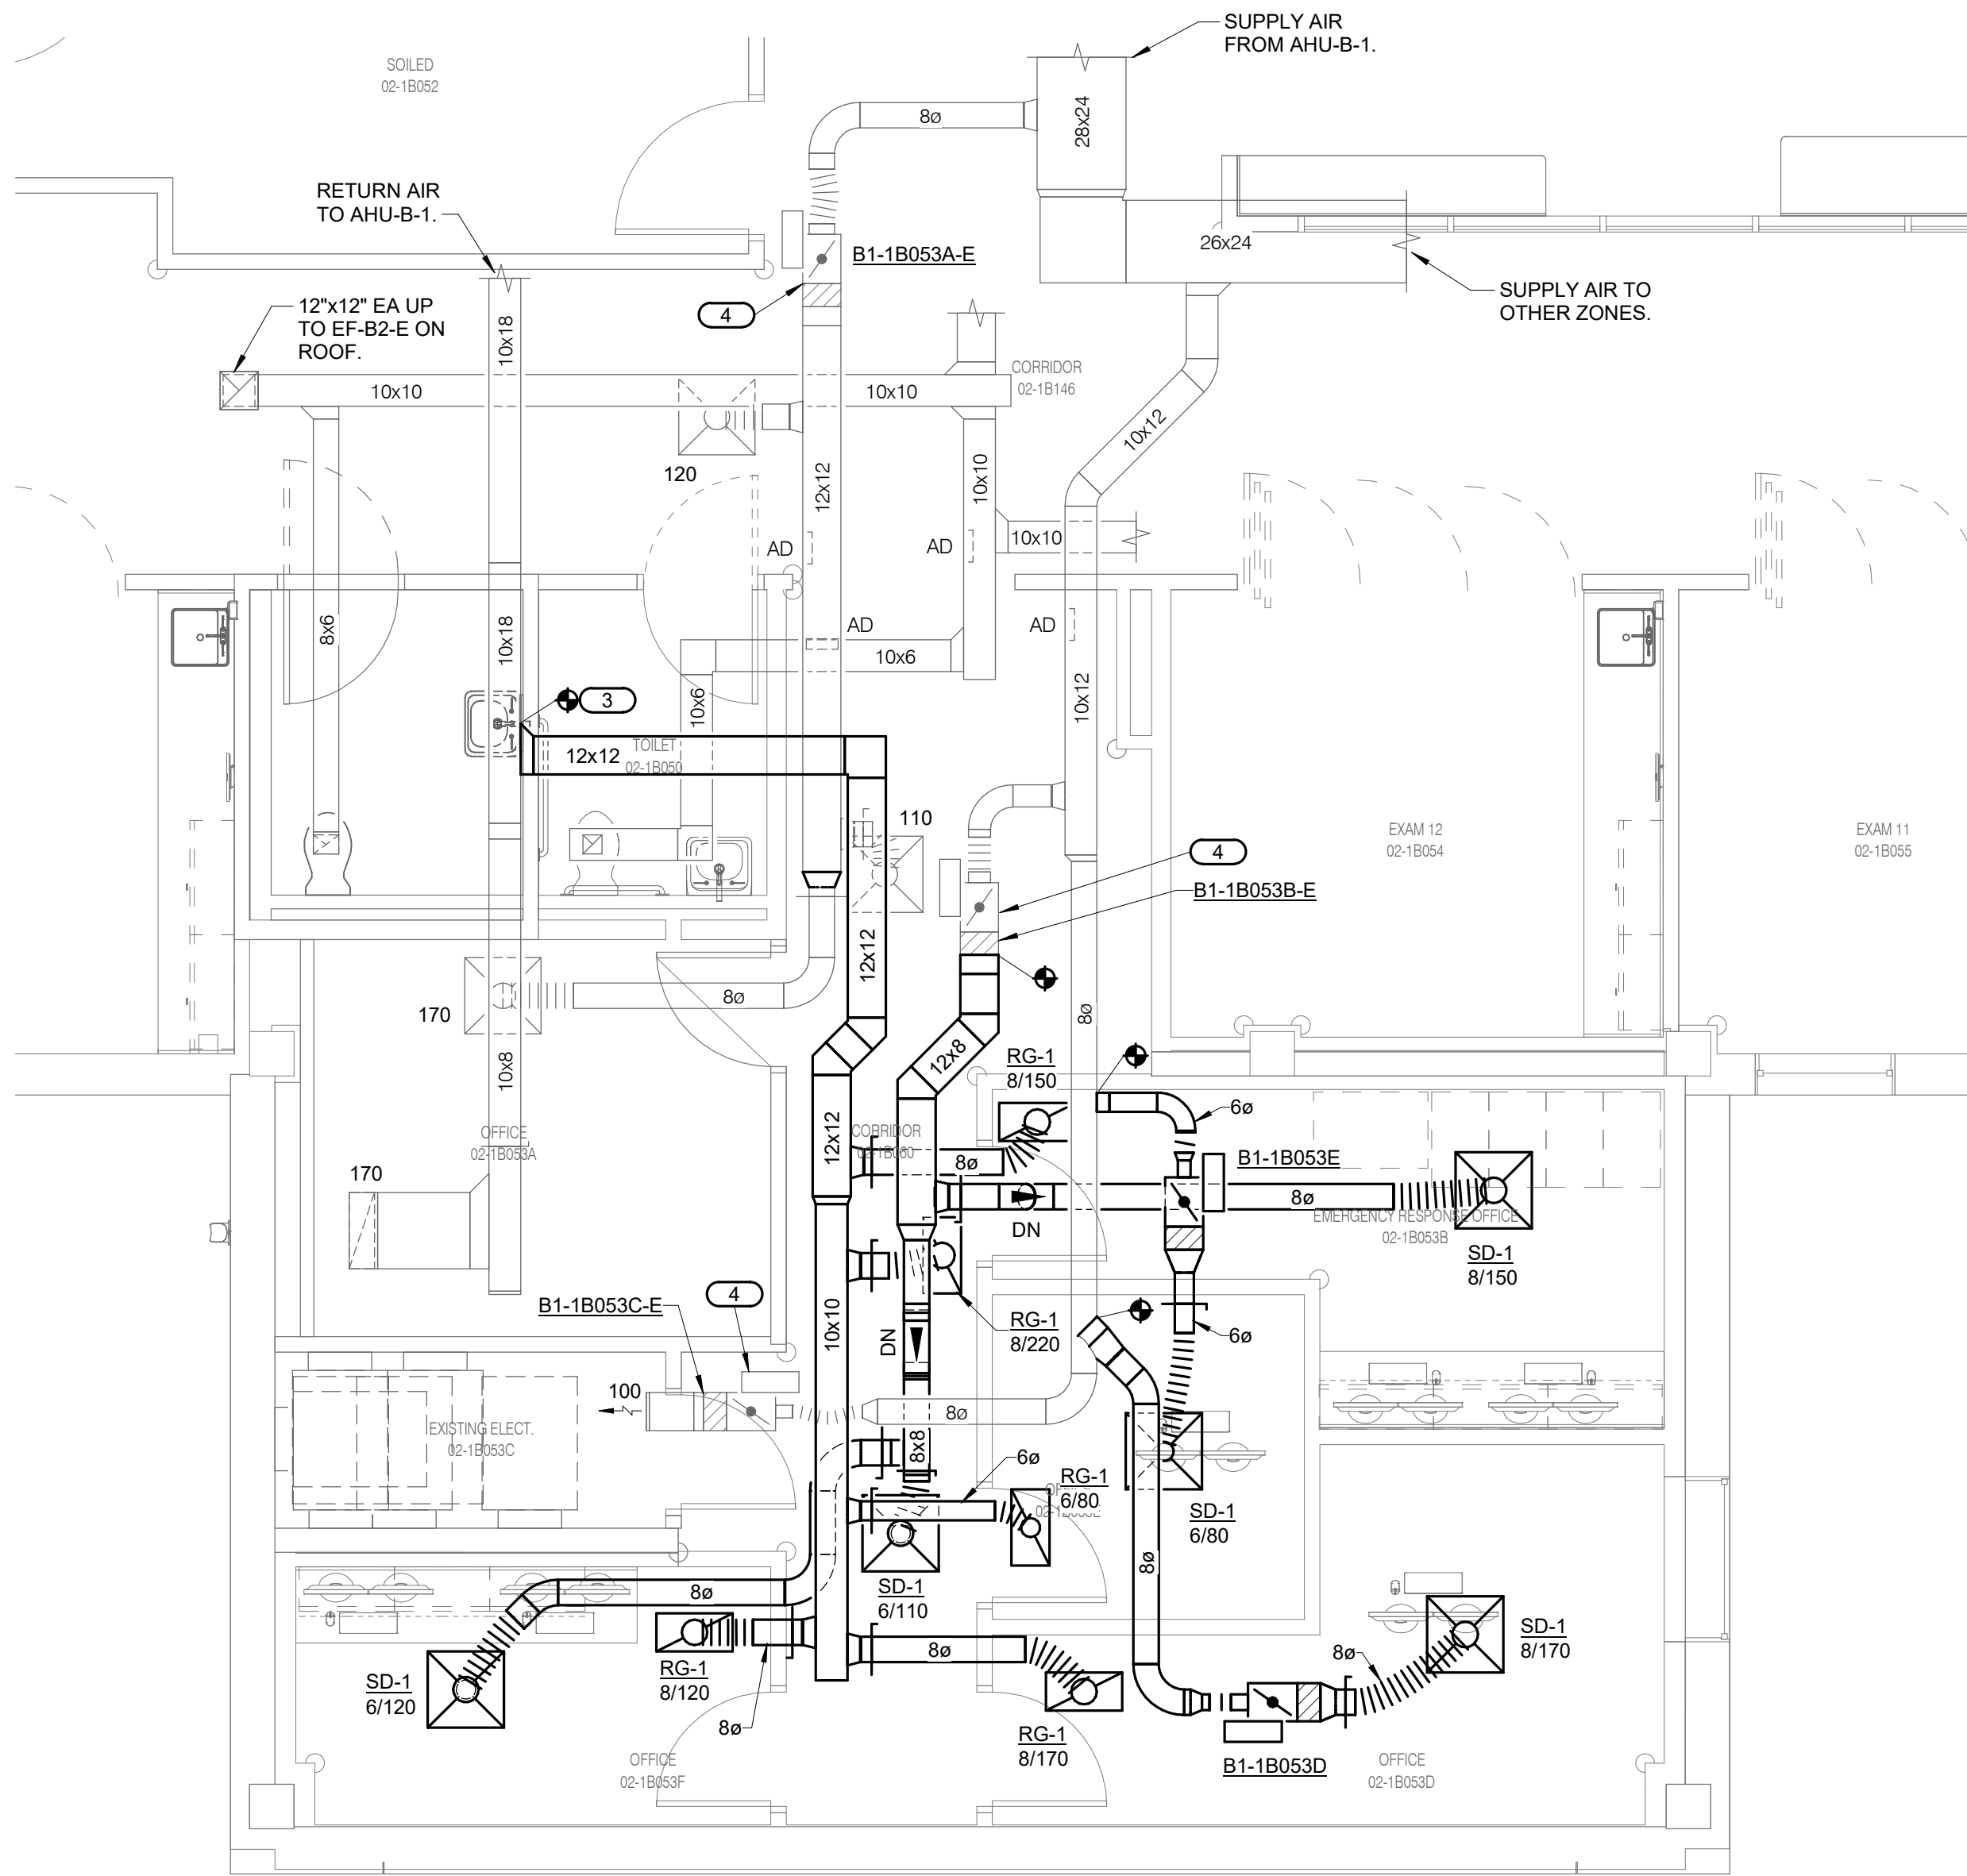 SUPPLY AIR
FROM AHU-B-1.
SOILED
02-1B052
28x24
8ø
RETURN AIR
TO AHU-B-1.
26x24
B1-1B053A-E
SUPPLY AIR TO
OTHER ZONES.
12"x12" EA UP
TO EF-B2-E ON
ROOF.
4
10x18
CORRIDOR
02-1B146
10x10
10x10
10x12
120
12x12
10x10
10x10
AD
AD
8x6
10x18
AD
AD
10x6
10x6
10x12
3
TOILET
02-1B050
12x12
110
EXAM 12
02-1B054
EXAM 11
02-1B055
4
B1-1B053B-E
12x12
8ø
170
8ø
12x8
RG-1
8/150
10x8
6ø
OFFICE
02-1B053A
12x12
CORRIDOR
02-1B060
8ø
B1-1B053E
170
8ø
DN
EMERGENCY RESPONSE OFFICE
02-1B053B
SD-1
8/150
B1-1B053C-E
4
10x10
DN
RG-1
8/220
6ø
100
8ø
EXISTING ELECT.
02-1B053C
8x8
6ø
RG-1
6/80
SD-1
6/80
8ø
8ø
SD-1
6/110
SD-1
8/170
8ø
8ø
SD-1
6/120
RG-1
8/120
8ø
RG-1
8/170
B1-1B053D
OFFICE
02-1B053F
OFFICE
02-1B053D